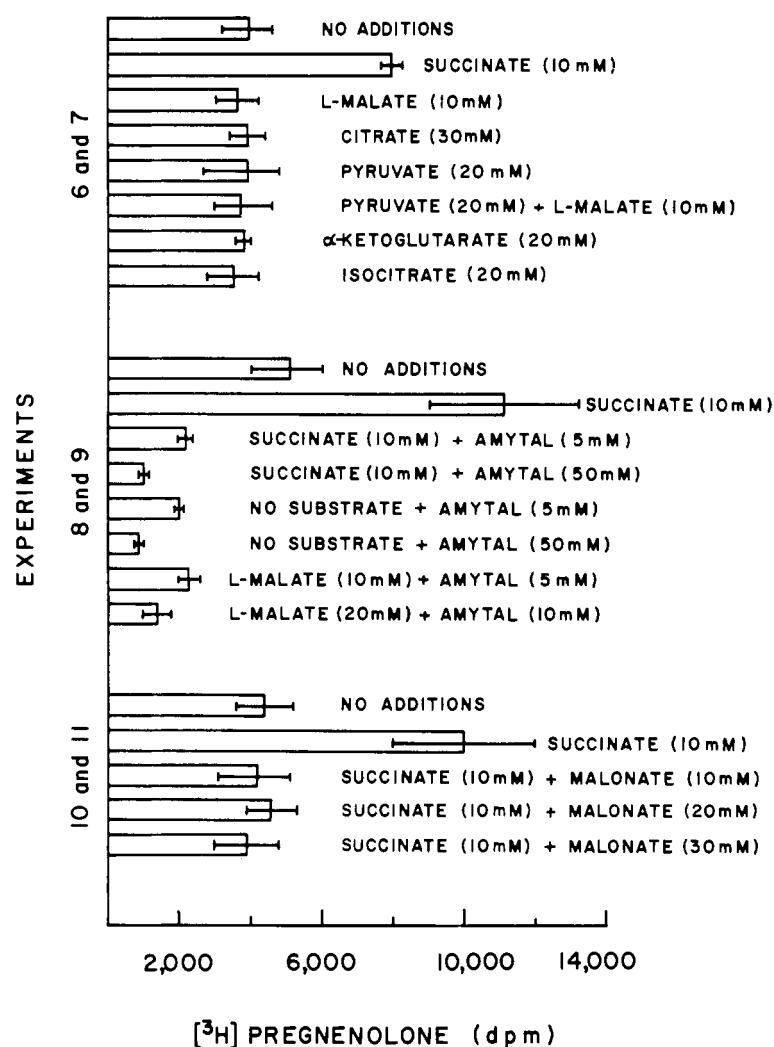 EXPERIMENTS
6 and 7
NO ADDITIONS
SUCCINATE (10mM)
L-MALATE (10mM)
CITRATE (30mM)
PYRUVATE (20mM)
PYRUVATE (20mM) + L-MALATE (10mM)
α-KETOGLUTARATE (20mM)
ISOCITRATE (20mM)
8 and 9
NO ADDITIONS
SUCCINATE (10mM)
SUCCINATE (10mM) + AMYTAL (5mM)
SUCCINATE (10mM) + AMYTAL (50mM)
NO SUBSTRATE + AMYTAL (5mM)
NO SUBSTRATE + AMYTAL (50mM)
L-MALATE (10mM) + AMYTAL (5mM)
L-MALATE (20mM) + AMYTAL (10mM)
10 and 11
NO ADDITIONS
SUCCINATE (10mM)
SUCCINATE (10mM) + MALONATE (10mM)
SUCCINATE (10mM) + MALONATE (20mM)
SUCCINATE (10mM) + MALONATE (30mM)
2,000 6,000 10,000 14,000
[³H] PREGNENOLONE (dpm)